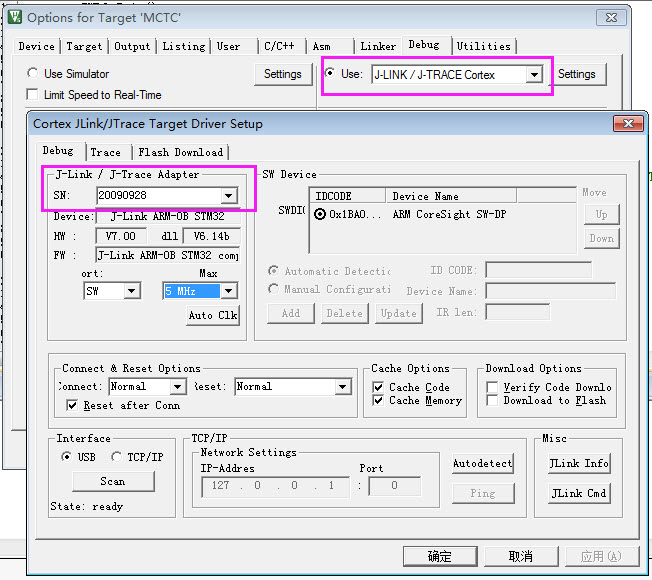 Options for Target 'MCTC'
Device Target Output Listing User C/C++ Asm Linker Debug Utilities
Use Simulator Settings Use: J-LINK / J-TRACE Cortex Settings
Limit Speed to Real-Time
Cortex JLink/JTrace Target Driver Setup
Debug Trace Flash Download
J-Link / J-Trace Adapter
SN: 20090928
Device: J-Link ARM-OB STM32
HW : V7.00 dll V6.14b
FW : J-Link ARM-OB STM32 comp
ort: Max
SW 5 MHz
Auto Clk
SW Device
IDCODE Device Name Move
SWDIO 0x1BA0... ARM CoreSight SW-DP Up
Down
Automatic Detectio ID CODE:
Manual Configurati Device Name:
Add Delete Update IR len:
Connect & Reset Options
Connect: Normal Reset: Normal
Reset after Conn
Cache Options
Cache Code
Cache Memory
Download Options
Verify Code Downlo
Download to Flash
Interface
USB TCP/IP
Scan
State: ready
TCP/IP
Network Settings
IP-Addres Port
127 . 0 . 0 . 1 : 0
Autodetect
Ping
Misc
JLink Info
JLink Cmd
确定 取消 应用(A)